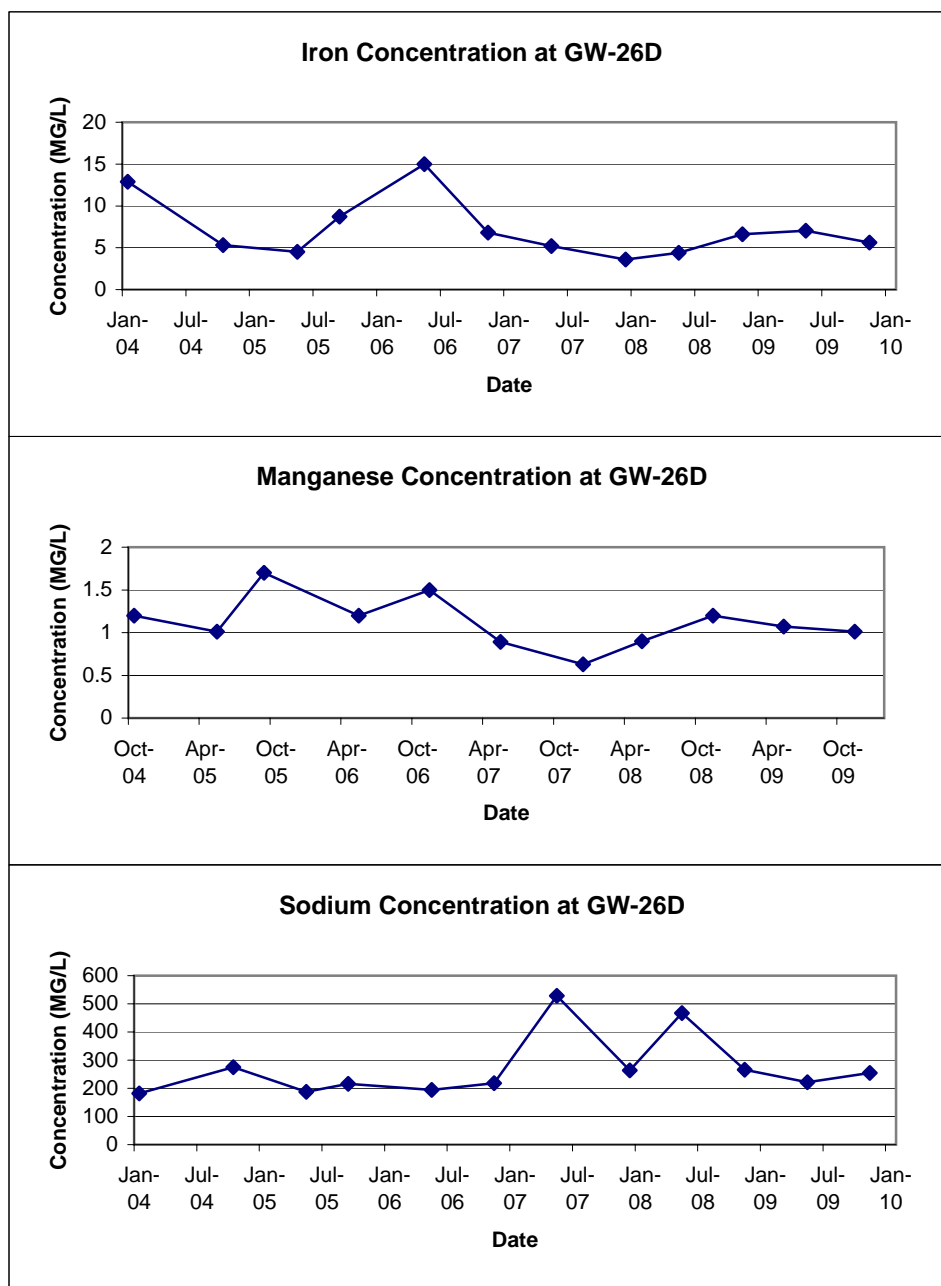 Iron Concentration at GW-26D
Concentration (MG/L)
20
15
10
5
0
Jan- Jul- Jan- Jul- Jan- Jul- Jan- Jul- Jan- Jul- Jan- Jul- Jan-
04 04 05 05 06 06 07 07 08 08 09 09 10
Date
Manganese Concentration at GW-26D
Concentration (MG/L)
2
1.5
1
0.5
0
Oct- Apr- Oct- Apr- Oct- Apr- Oct- Apr- Oct- Apr- Oct-
04 05 05 06 06 07 07 08 08 09 09
Date
Sodium Concentration at GW-26D
Concentration (MG/L)
600
500
400
300
200
100
0
Jan- Jul- Jan- Jul- Jan- Jul- Jan- Jul- Jan- Jul- Jan- Jul- Jan-
04 04 05 05 06 06 07 07 08 08 09 09 10
Date